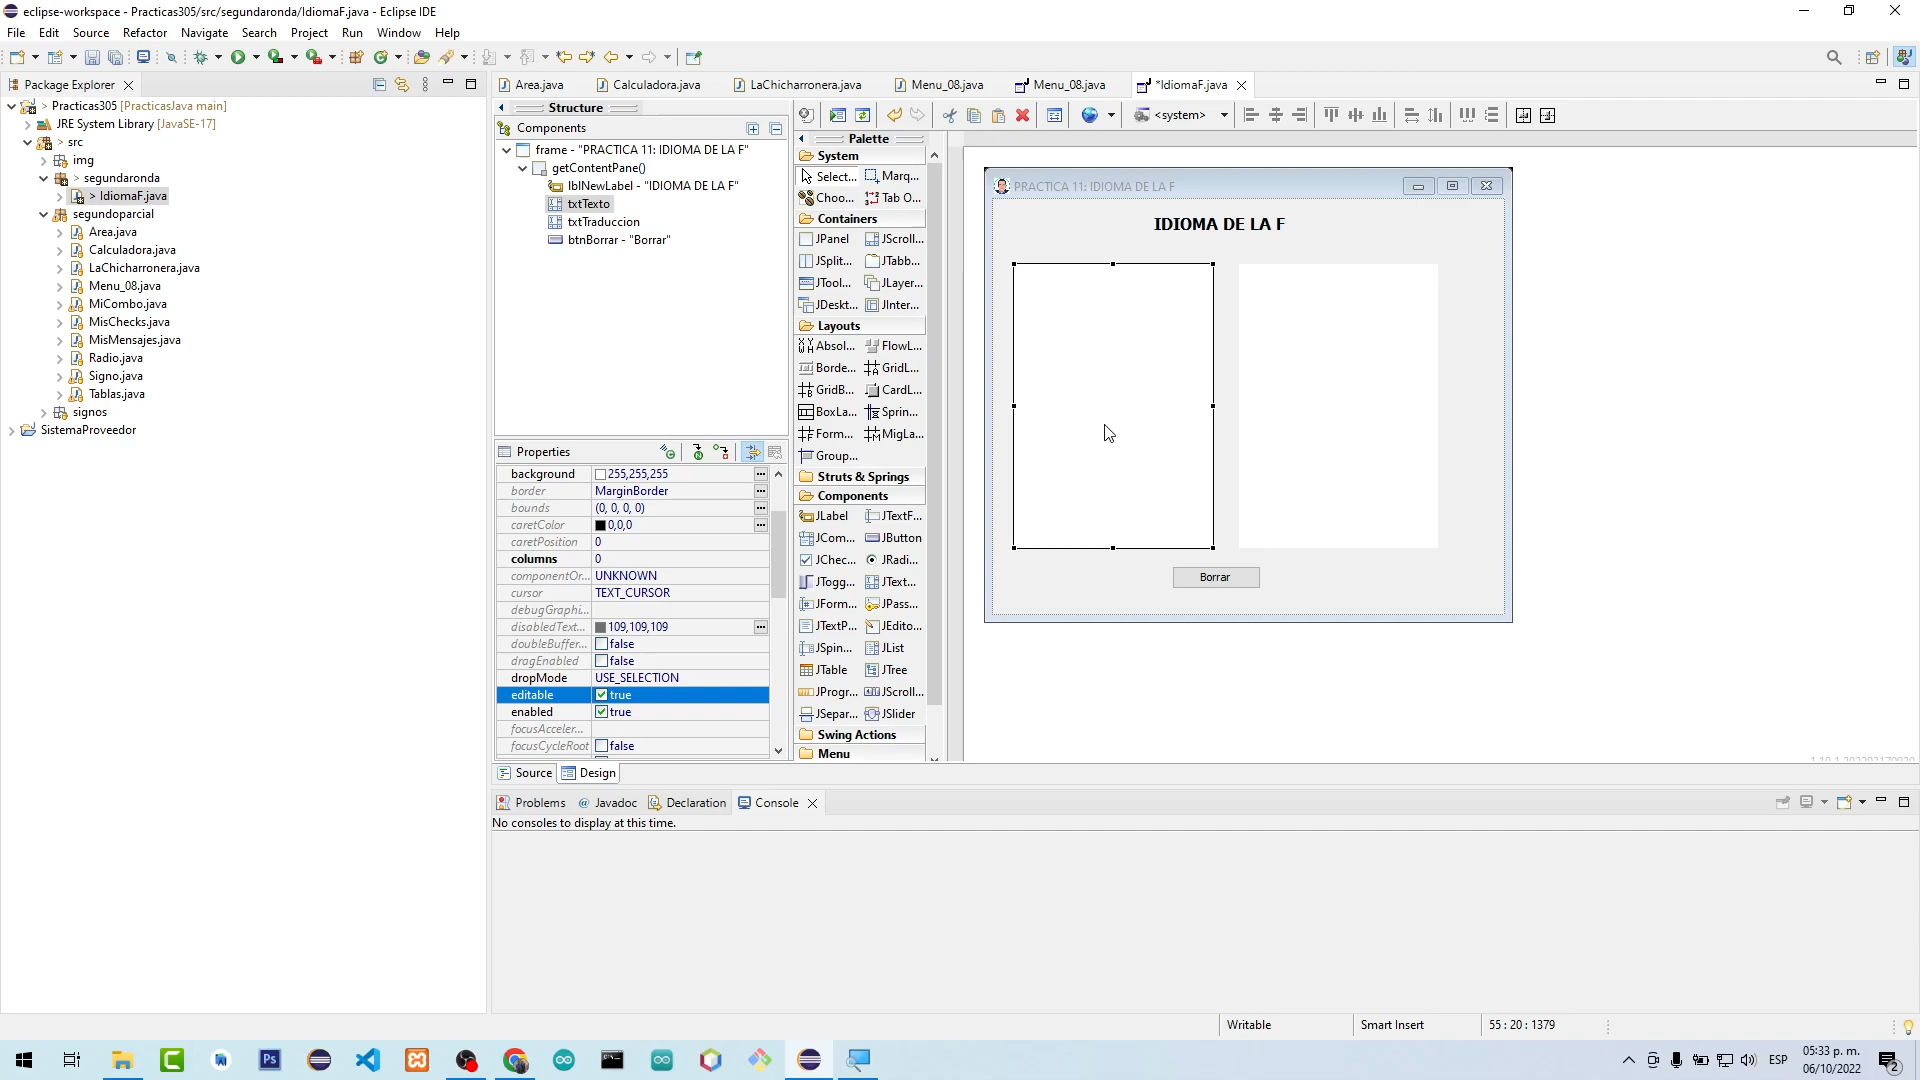 eclipse-workspace - Practicas305/src/segundaronda/IdiomaF.java - Eclipse IDE
File Edit Source Refactor Navigate Search Project Run Window Help
Package Explorer
Area.java Calculadora.java LaChicharronera.java Menu_08.java Menu_08.java *IdiomaF.java
> Practicas305 [PracticasJava main]
JRE System Library [JavaSE-17]
> src
img
> segundaronda
> IdiomaF.java
segundoparcial
Area.java
Calculadora.java
LaChicharronera.java
Menu_08.java
MiCombo.java
MisChecks.java
MisMensajes.java
Radio.java
Signo.java
Tablas.java
signos
SistemaProveedor
Structure
Components
frame - "PRACTICA 11: IDIOMA DE LA F"
getContentPane()
lblNewLabel - "IDIOMA DE LA F"
txtTexto
txtTraduccion
btnBorrar - "Borrar"
Properties
background 255,255,255
border MarginBorder
bounds (0, 0, 0, 0)
caretColor 0,0,0
caretPosition 0
columns 0
componentOr... UNKNOWN
cursor TEXT_CURSOR
debugGraphi...
disabledText... 109,109,109
doubleBuffer... false
dragEnabled false
dropMode USE_SELECTION
editable true
enabled true
focusAcceler...
focusCycleRoot false
<system>
Palette
System
Select... Marq...
Choo... Tab O...
Containers
JPanel JScroll...
JSplit... JTabb...
JTool... JLayer...
JDeskt... JInter...
Layouts
Absol... FlowL...
Borde... GridL...
GridB... CardL...
BoxLa... Sprin...
Form... MigLa...
Group...
Struts & Springs
Components
JLabel JTextF...
JCom... JButton
JChec... JRadi...
JTogg... JText...
JForm... JPass...
JTextP... JEdito...
JSpin... JList
JTable JTree
JProgr... JScroll...
JSepar... JSlider
Swing Actions
Menu
PRACTICA 11: IDIOMA DE LA F
IDIOMA DE LA F
Borrar
Source Design
Problems Javadoc Declaration Console
No consoles to display at this time.
Writable Smart Insert 55 : 20 : 1379
ESP
05:33 p. m.
06/10/2022
2